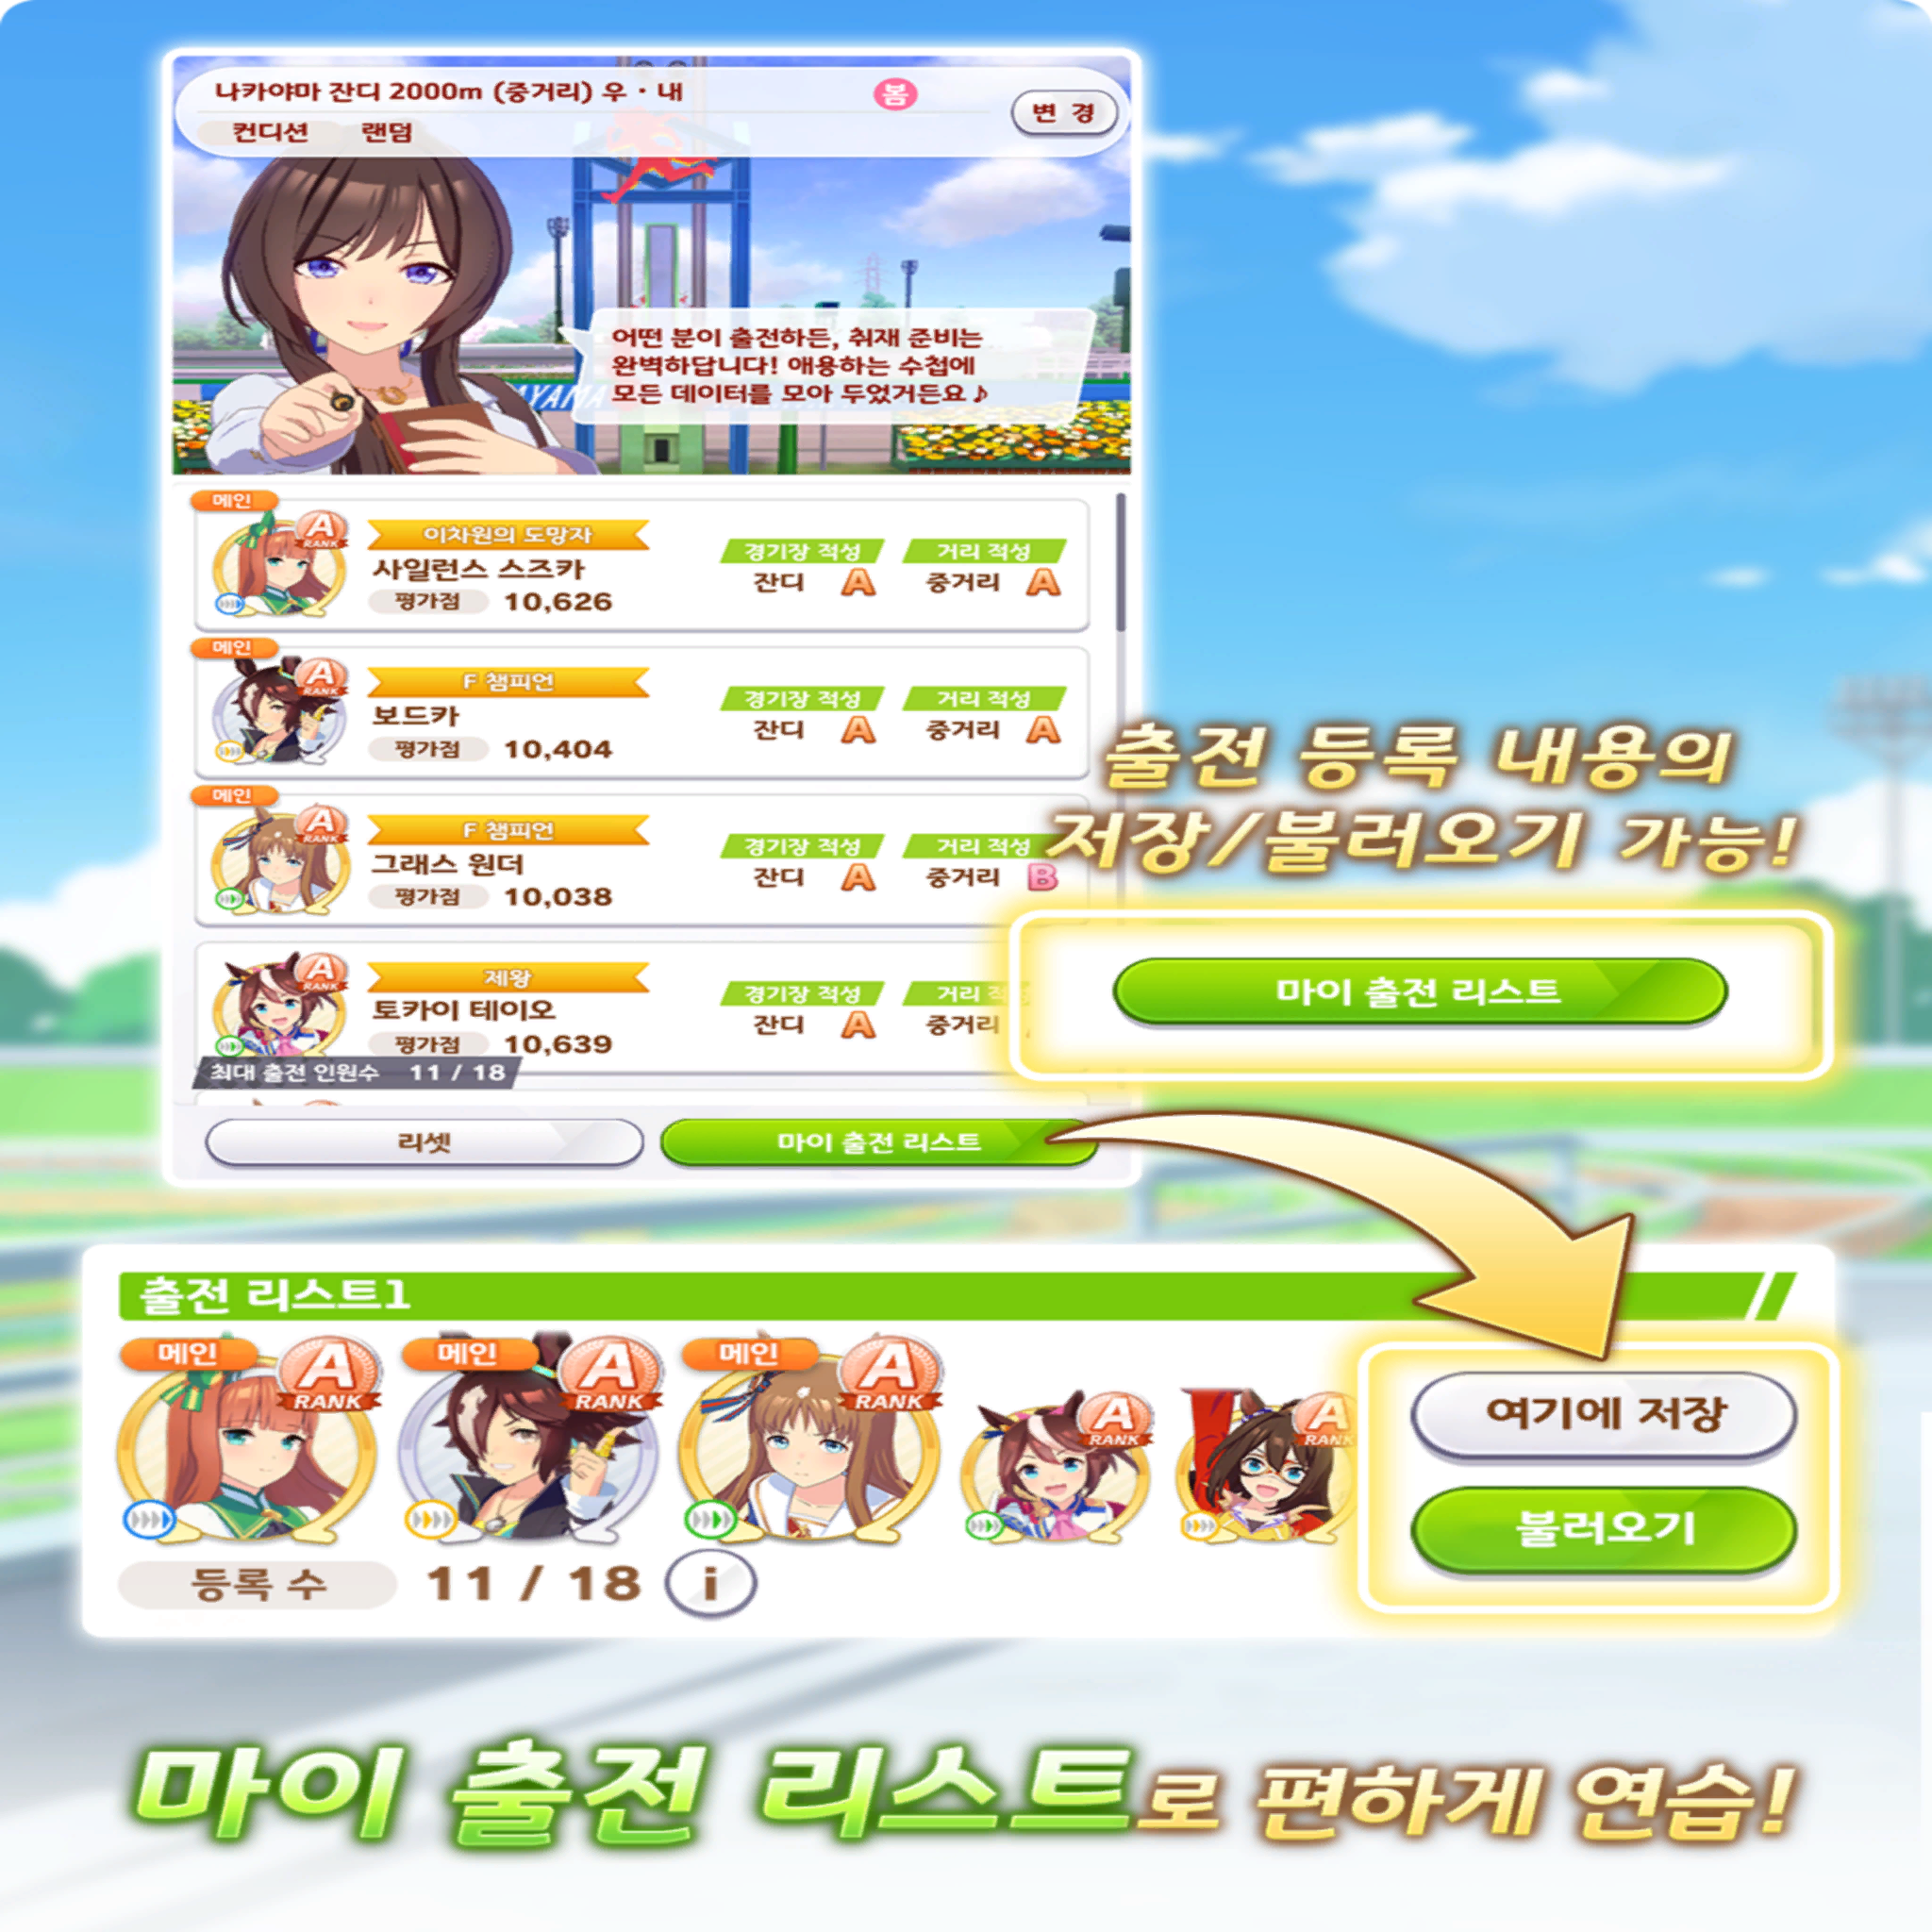 나카야마 잔디 2000m (중거리) 우·내
봄
변 경
컨디션 랜덤
어떤 분이 출전하든, 취재 준비는
완벽하답니다! 애용하는 수첩에
모든 데이터를 모아 두었거든요♪
메인
A RANK
이차원의 도망자
사일런스 스즈카
평가점 10,626
경기장 적성 거리 적성
잔디 A 중거리 A
메인
A RANK
F 챔피언
보드카
평가점 10,404
경기장 적성 거리 적성
잔디 A 중거리 A
메인
A RANK
F 챔피언
그래스 원더
평가점 10,038
경기장 적성 거리 적성
잔디 A 중거리 B
A RANK
제왕
토카이 테이오
평가점 10,639
경기장 적성 거리
잔디 A 중거리
최대 출전 인원수 11 / 18
리셋
마이 출전 리스트
출전 등록 내용의
저장/불러오기 가능!
마이 출전 리스트
출전 리스트1
메인 A RANK
메인 A RANK
메인 A RANK
A RANK
A RANK
여기에 저장
불러오기
등록 수 11 / 18 i
마이 출전 리스트로 편하게 연습!